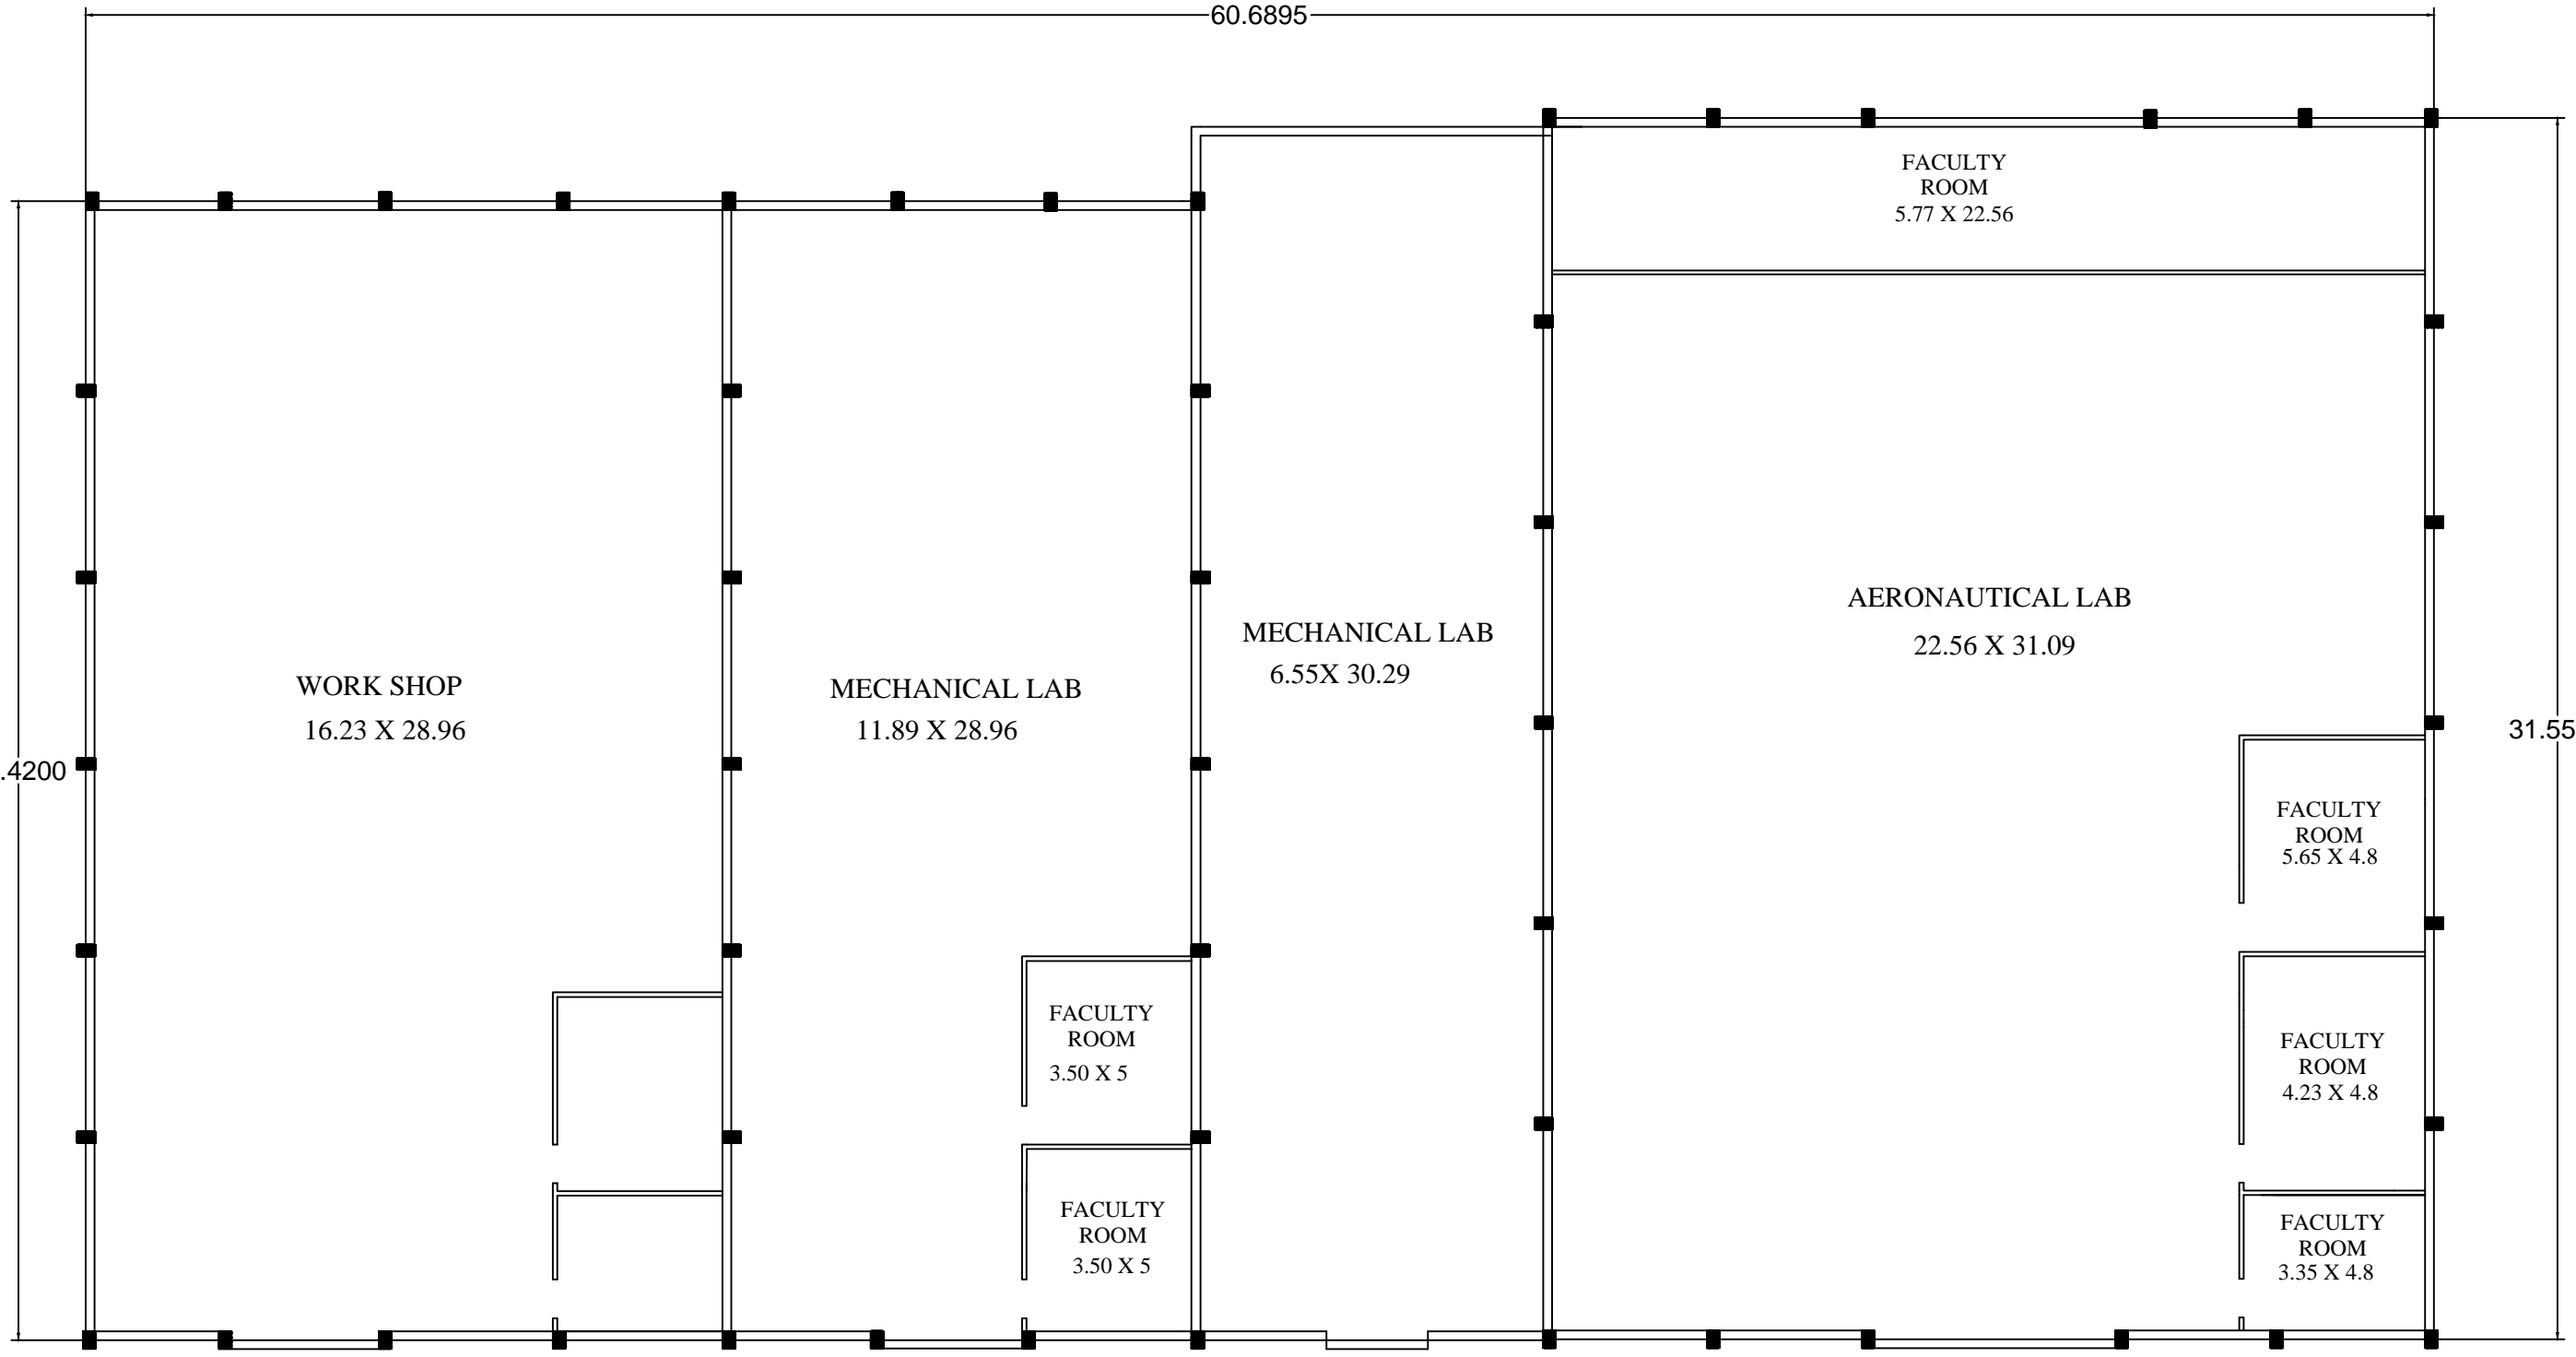 60.6895
FACULTY
ROOM
5.77 X 22.56
AERONAUTICAL LAB
22.56 X 31.09
MECHANICAL LAB
6.55X 30.29
WORK SHOP
16.23 X 28.96
MECHANICAL LAB
11.89 X 28.96
.4200
31.55
FACULTY
ROOM
5.65 X 4.8
FACULTY
ROOM
3.50 X 5
FACULTY
ROOM
4.23 X 4.8
FACULTY
ROOM
3.50 X 5
FACULTY
ROOM
3.35 X 4.8